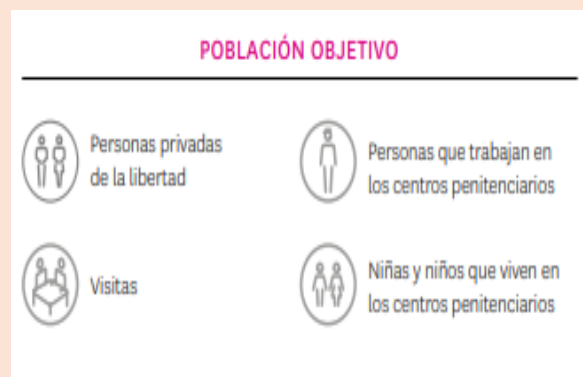 POBLACIÓN OBJETIVO
Personas privadas
de la libertad
Personas que trabajan en
los centros penitenciarios
Visitas
Niñas y niños que viven en
los centros penitenciarios